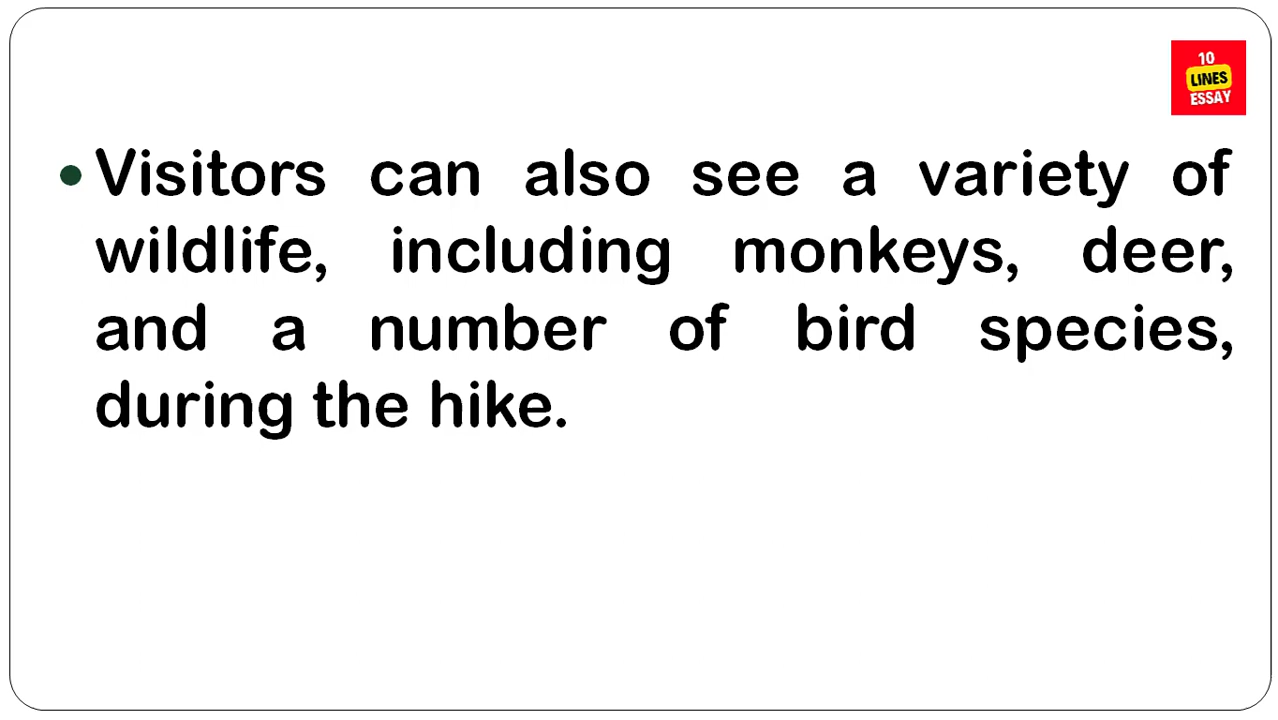 10
LINES
ESSAY
• Visitors can also see a variety of
wildlife, including monkeys, deer,
and a number of bird species,
during the hike.